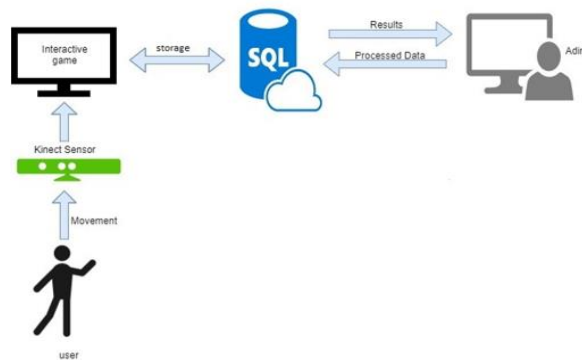 Interactive
game
storage
SQL
Results
Processed Data
Kinect Sensor
Movement
user